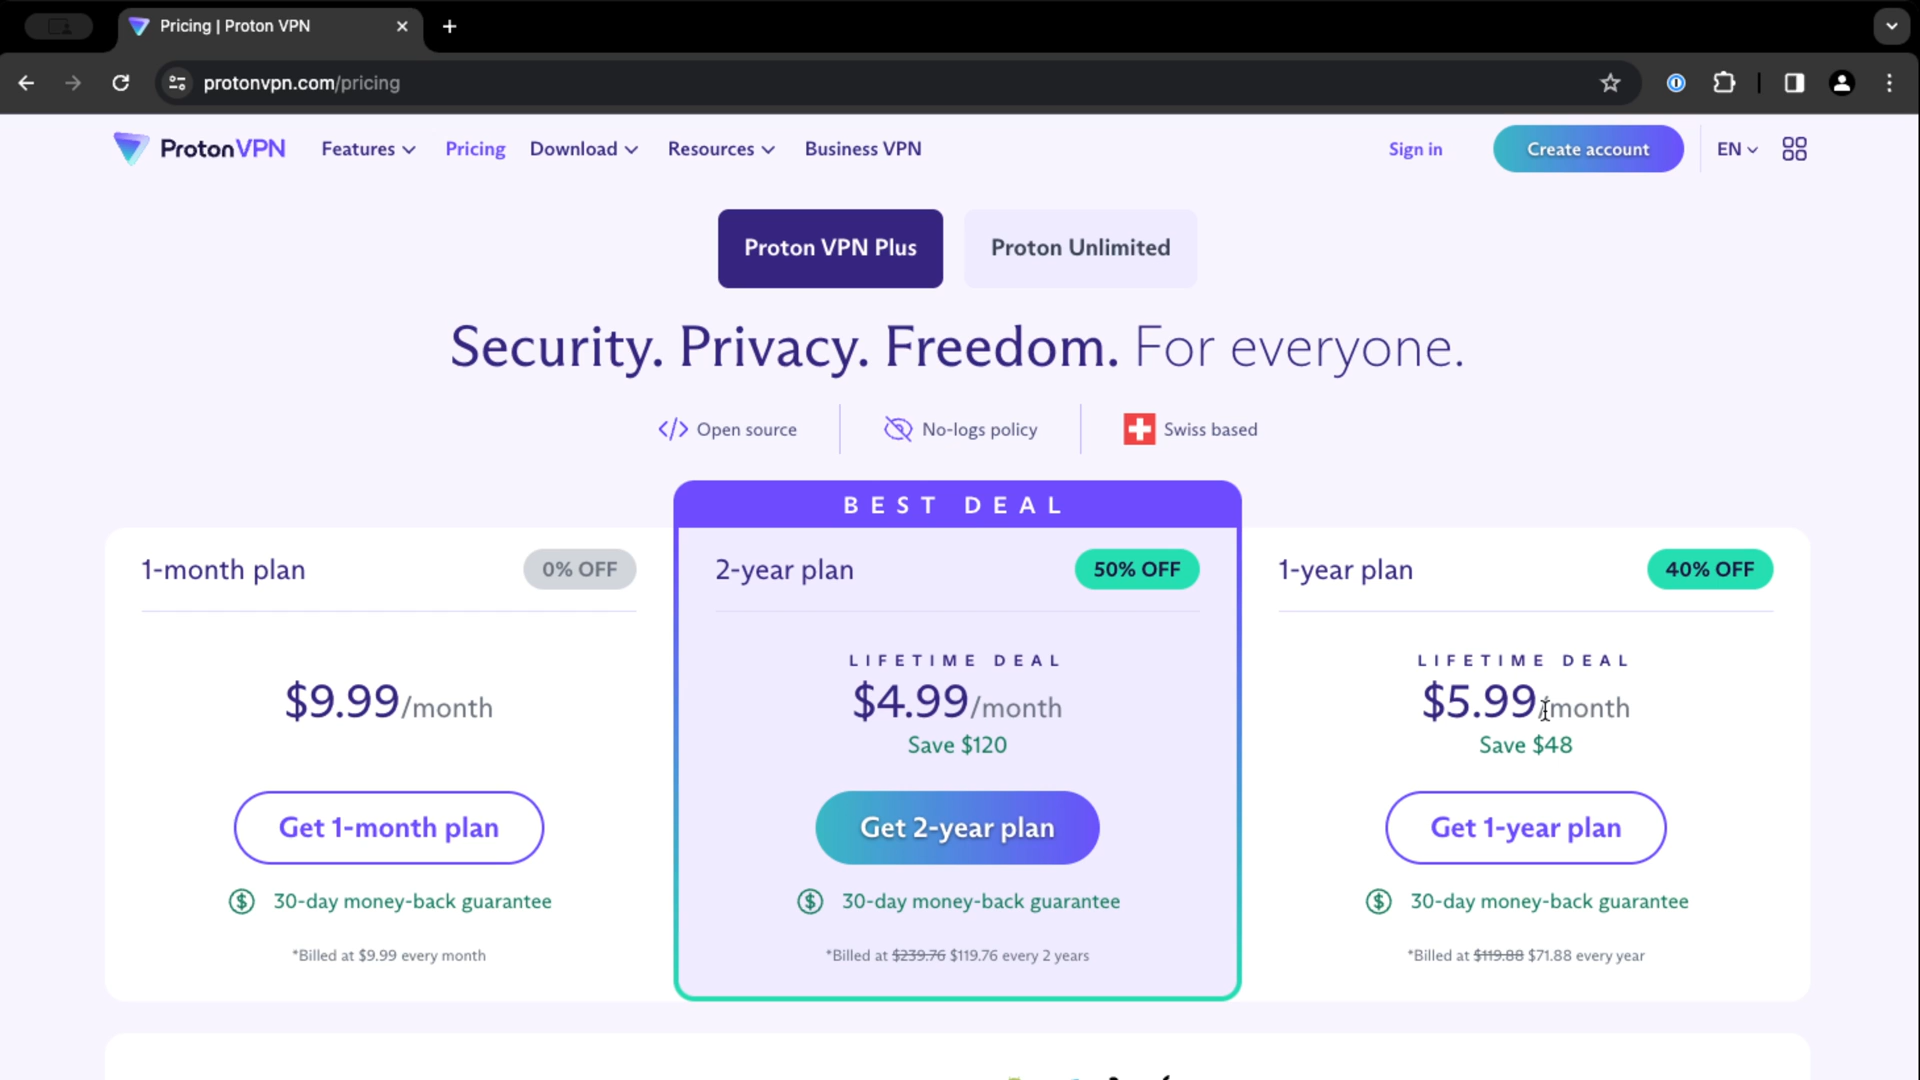 Pricing | Proton VPN
protonvpn.com/pricing
ProtonVPN Features Pricing Download Resources Business VPN Sign in Create account EN
Proton VPN Plus Proton Unlimited
Security. Privacy. Freedom. For everyone.
</> Open source No-logs policy Swiss based
BEST DEAL
1-month plan 0% OFF
$9.99/month
Get 1-month plan
30-day money-back guarantee
*Billed at $9.99 every month
2-year plan 50% OFF
LIFETIME DEAL
$4.99/month
Save $120
Get 2-year plan
30-day money-back guarantee
*Billed at $239.76 $119.76 every 2 years
1-year plan 40% OFF
LIFETIME DEAL
$5.99/month
Save $48
Get 1-year plan
30-day money-back guarantee
*Billed at $119.88 $71.88 every year